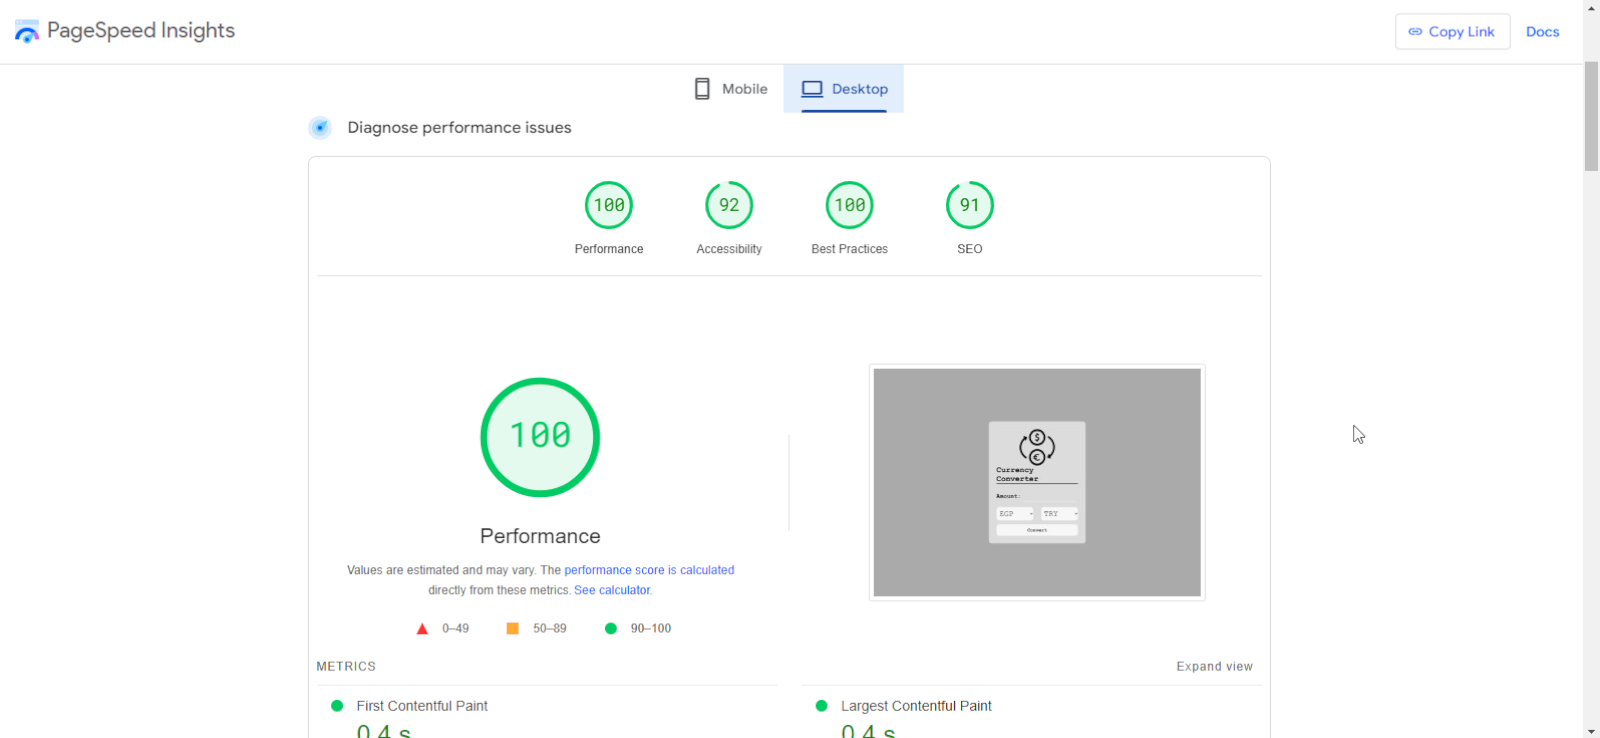 PageSpeed Insights
Copy Link
Docs
Mobile
Desktop
Diagnose performance issues
100
92
100
91
Performance
Accessibility
Best Practices
SEO
100
Performance
Values are estimated and may vary. The performance score is calculated
directly from these metrics. See calculator.
0–49
50–89
90–100
$
€
Currency
Converter
Amount:
EGP
TRY
Convert
METRICS
Expand view
First Contentful Paint
0.4 s
Largest Contentful Paint
0.4 s